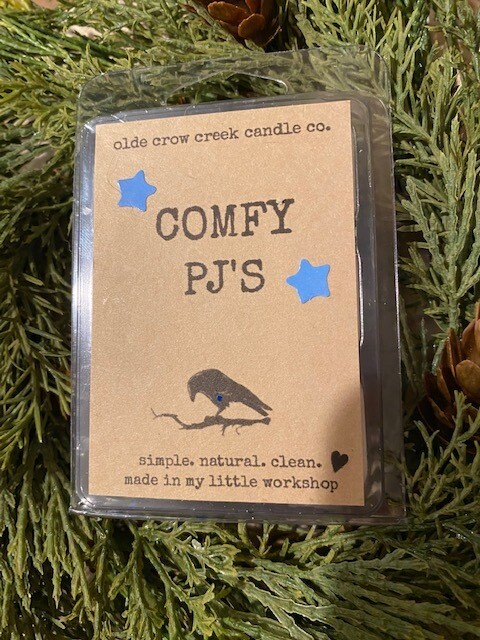 olde crow creek candle co.
COMFY
PJ'S
simple. natural. clean.
made in my little workshop